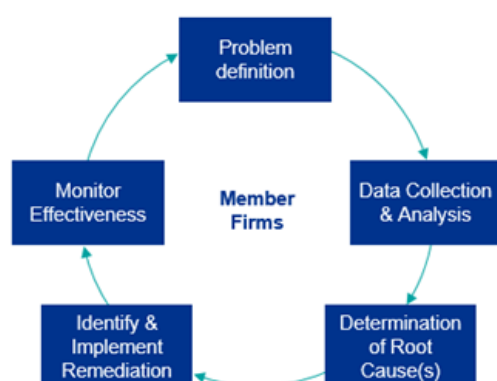 Problem
definition
Monitor
Effectiveness
Member
Firms
Data Collection
& Analysis
Identify &
Implement
Remediation
Determination
of Root
Cause(s)